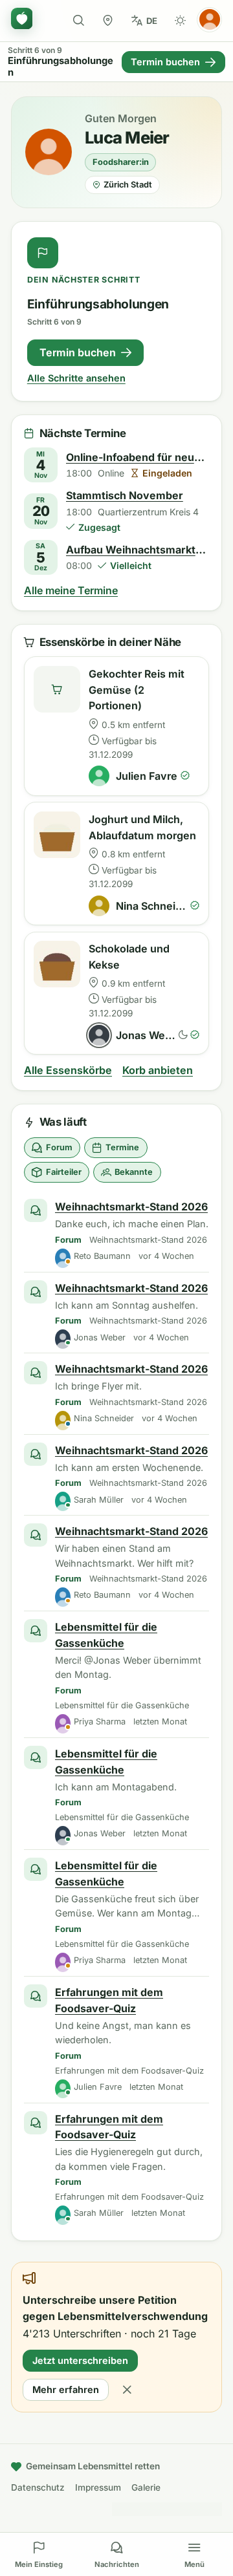 DE
Schritt 6 von 9
Einführungsabholunge
n
Termin buchen
Guten Morgen
Luca Meier
Foodsharer:in
Zürich Stadt
DEIN NÄCHSTER SCHRITT
Einführungsabholungen
Schritt 6 von 9
Termin buchen
Alle Schritte ansehen
Nächste Termine
MI
4
Nov
Online-Infoabend für neu...
18:00 Online Eingeladen
FR
20
Nov
Stammtisch November
18:00 Quartierzentrum Kreis 4
Zugesagt
SA
5
Dez
Aufbau Weihnachtsmarkt...
08:00 Vielleicht
Alle meine Termine
Essenskörbe in deiner Nähe
Gekochter Reis mit
Gemüse (2
Portionen)
0.5 km entfernt
Verfügbar bis
31.12.2099
Julien Favre
Joghurt und Milch,
Ablaufdatum morgen
0.8 km entfernt
Verfügbar bis
31.12.2099
Nina Schnei...
Schokolade und
Kekse
0.9 km entfernt
Verfügbar bis
31.12.2099
Jonas We...
Alle Essenskörbe Korb anbieten
Was läuft
Forum Termine
Fairteiler Bekannte
Weihnachtsmarkt-Stand 2026
Danke euch, ich mache einen Plan.
Forum Weihnachtsmarkt-Stand 2026
Reto Baumann vor 4 Wochen
Weihnachtsmarkt-Stand 2026
Ich kann am Sonntag aushelfen.
Forum Weihnachtsmarkt-Stand 2026
Jonas Weber vor 4 Wochen
Weihnachtsmarkt-Stand 2026
Ich bringe Flyer mit.
Forum Weihnachtsmarkt-Stand 2026
Nina Schneider vor 4 Wochen
Weihnachtsmarkt-Stand 2026
Ich kann am ersten Wochenende.
Forum Weihnachtsmarkt-Stand 2026
Sarah Müller vor 4 Wochen
Weihnachtsmarkt-Stand 2026
Wir haben einen Stand am
Weihnachtsmarkt. Wer hilft mit?
Forum Weihnachtsmarkt-Stand 2026
Reto Baumann vor 4 Wochen
Lebensmittel für die
Gassenküche
Merci! @Jonas Weber übernimmt
den Montag.
Forum
Lebensmittel für die Gassenküche
Priya Sharma letzten Monat
Lebensmittel für die
Gassenküche
Ich kann am Montagabend.
Forum
Lebensmittel für die Gassenküche
Jonas Weber letzten Monat
Lebensmittel für die
Gassenküche
Die Gassenküche freut sich über
Gemüse. Wer kann am Montag...
Forum
Lebensmittel für die Gassenküche
Priya Sharma letzten Monat
Erfahrungen mit dem
Foodsaver-Quiz
Und keine Angst, man kann es
wiederholen.
Forum
Erfahrungen mit dem Foodsaver-Quiz
Julien Favre letzten Monat
Erfahrungen mit dem
Foodsaver-Quiz
Lies die Hygieneregeln gut durch,
da kommen viele Fragen.
Forum
Erfahrungen mit dem Foodsaver-Quiz
Sarah Müller letzten Monat
Unterschreibe unsere Petition
gegen Lebensmittelverschwendung
4'213 Unterschriften · noch 21 Tage
Jetzt unterschreiben
Mehr erfahren
Gemeinsam Lebensmittel retten
Datenschutz Impressum Galerie
Mein Einstieg Nachrichten Menü